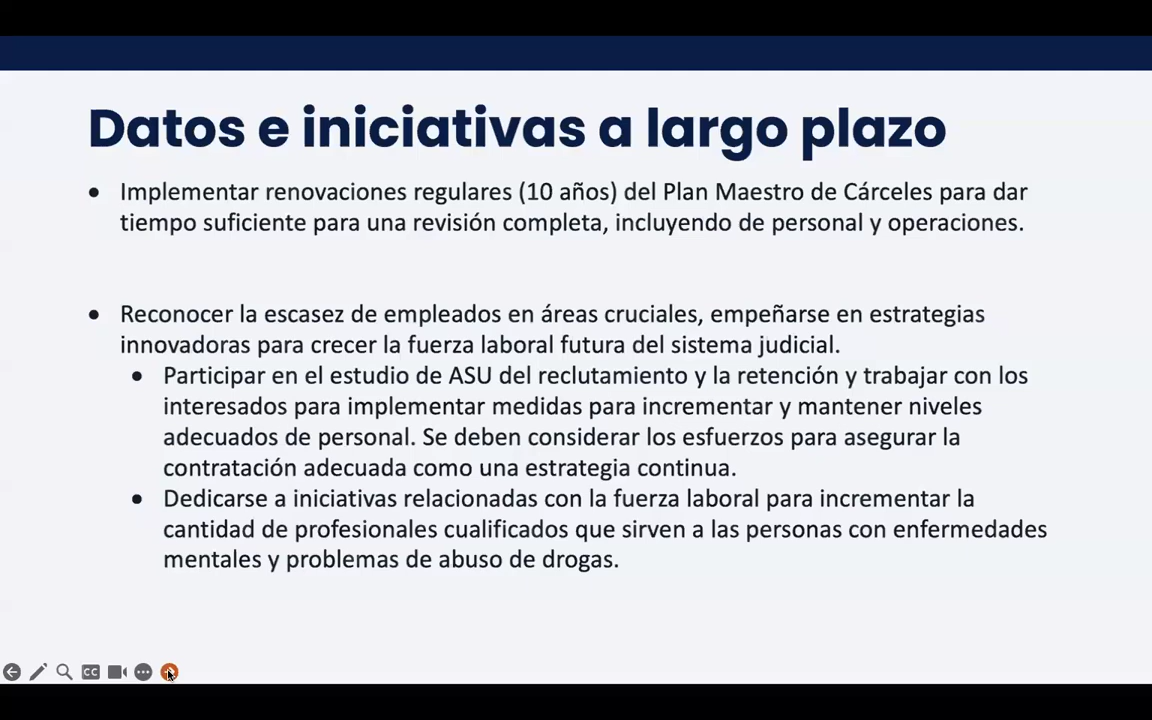 Datos e iniciativas a largo plazo
• Implementar renovaciones regulares (10 años) del Plan Maestro de Cárceles para dar
tiempo suficiente para una revisión completa, incluyendo de personal y operaciones.
• Reconocer la escasez de empleados en áreas cruciales, empeñarse en estrategias
innovadoras para crecer la fuerza laboral futura del sistema judicial.
• Participar en el estudio de ASU del reclutamiento y la retención y trabajar con los
interesados para implementar medidas para incrementar y mantener niveles
adecuados de personal. Se deben considerar los esfuerzos para asegurar la
contratación adecuada como una estrategia continua.
• Dedicarse a iniciativas relacionadas con la fuerza laboral para incrementar la
cantidad de profesionales cualificados que sirven a las personas con enfermedades
mentales y problemas de abuso de drogas.
CC